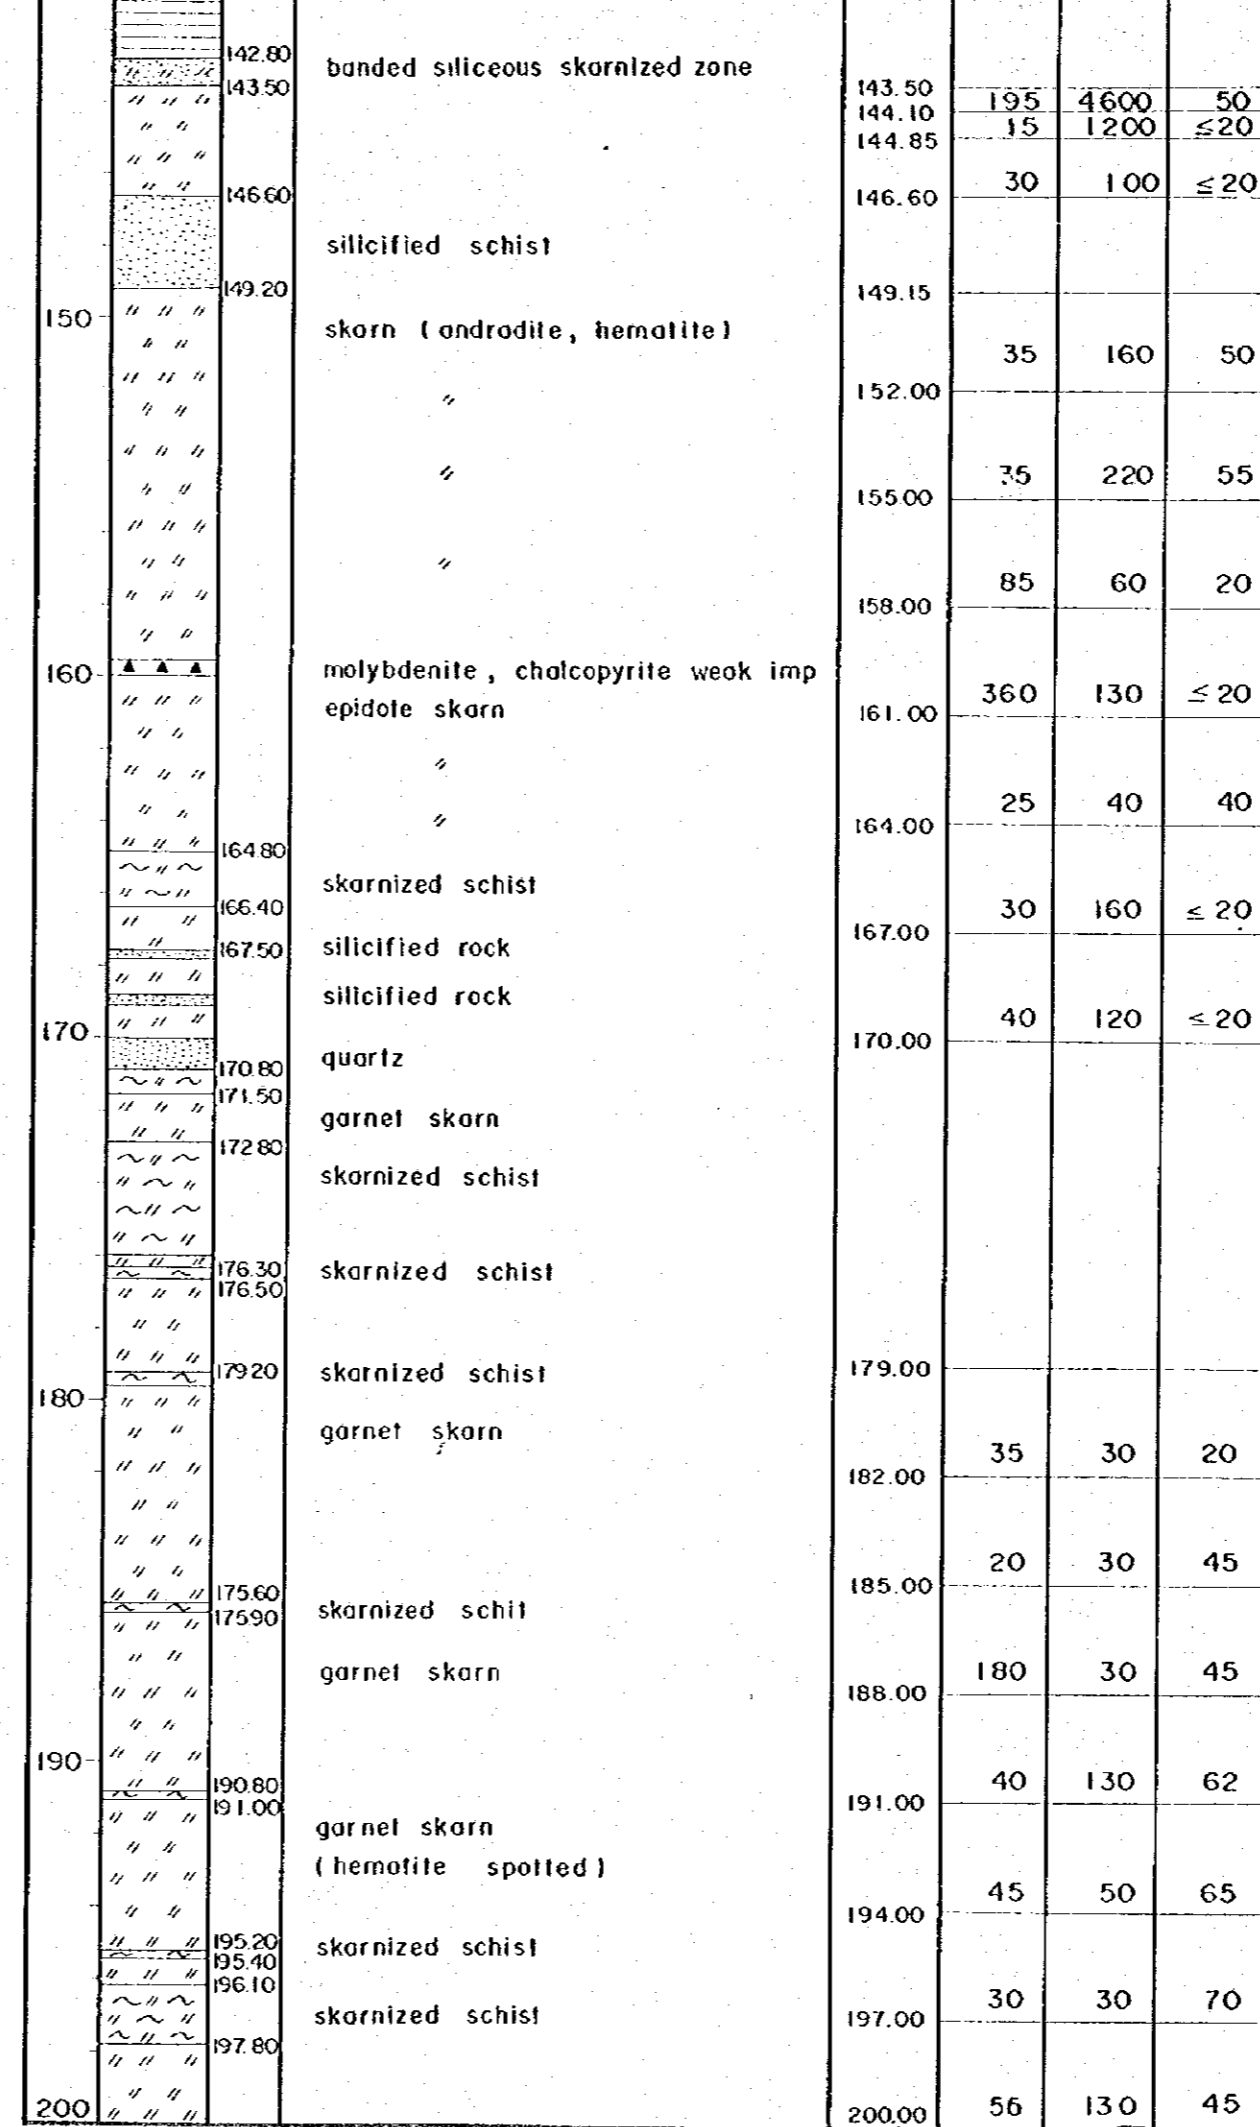 142.80
banded siliceous skarnized zone
143.50 143.50
195 4600 50
144.10
15 1200 ≤20
144.85
30 100 ≤20
146.60 146.60
silicified schist
149.20 149.15
150
skarn (andradite, hematite)
35 160 50
152.00
〃
〃 35 220 55
155.00
〃
85 60 20
158.00
160 molybdenite, chalcopyrite weak imp
360 130 ≤20
epidote skarn
161.00
〃
25 40 40
〃
164.00
164.80
skarnized schist
166.40 30 160 ≤20
167.00
167.50 silicified rock
silicified rock
40 120 ≤20
170
170.00
quartz
170.80
171.50
garnet skarn
172.80
skarnized schist
176.30 skarnized schist
176.50
179.20 skarnized schist 179.00
180
garnet skarn
35 30 20
182.00
20 30 45
185.00
175.60
175.90 skarnized schit
garnet skarn 180 30 45
188.00
190
190.80 40 130 62
191.00 191.00
garnet skarn
(hematite spotted)
45 50 65
194.00
195.20 skarnized schist
195.40
196.10
30 30 70
skarnized schist 197.00
197.80
200 200.00 56 130 45